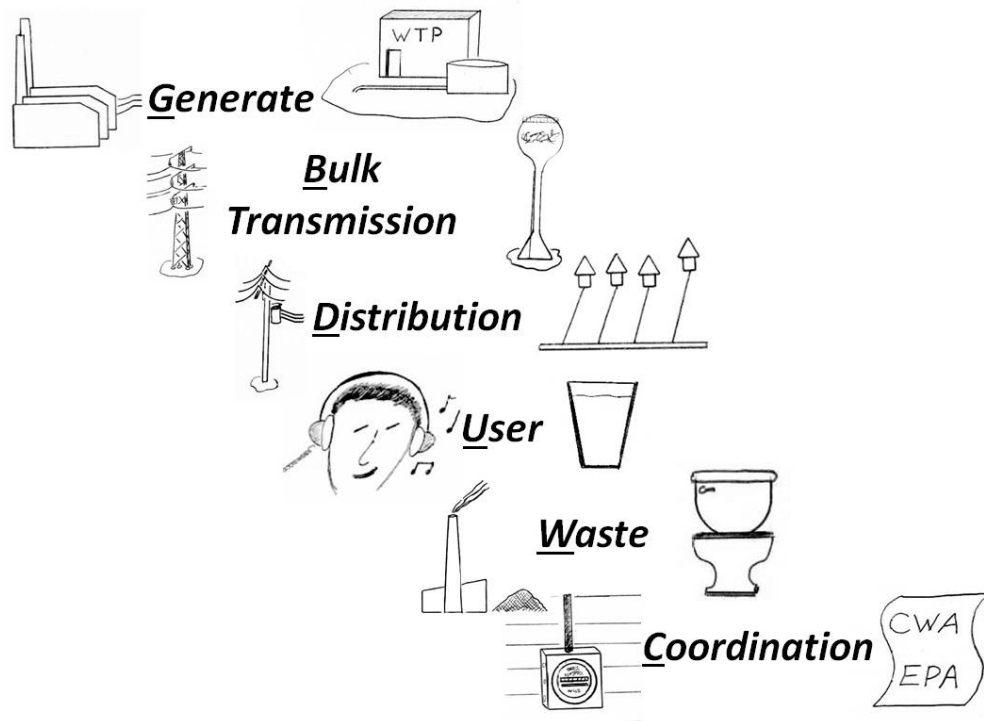 WTP
Generate
Bulk
Transmission
Distribution
User
Waste
Coordination
CWA
EPA